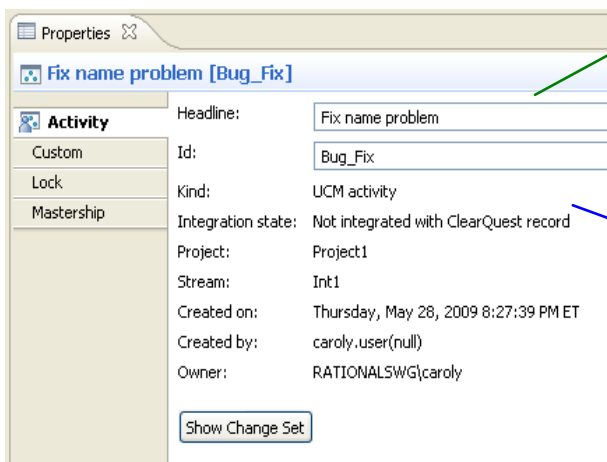 Properties
Fix name problem [Bug_Fix]
Activity
Custom
Lock
Mastership
Headline: Fix name problem
Id: Bug_Fix
Kind: UCM activity
Integration state: Not integrated with ClearQuest record
Project: Project1
Stream: Int1
Created on: Thursday, May 28, 2009 8:27:39 PM ET
Created by: caroly.user(null)
Owner: RATIONALSWG\caroly
Show Change Set